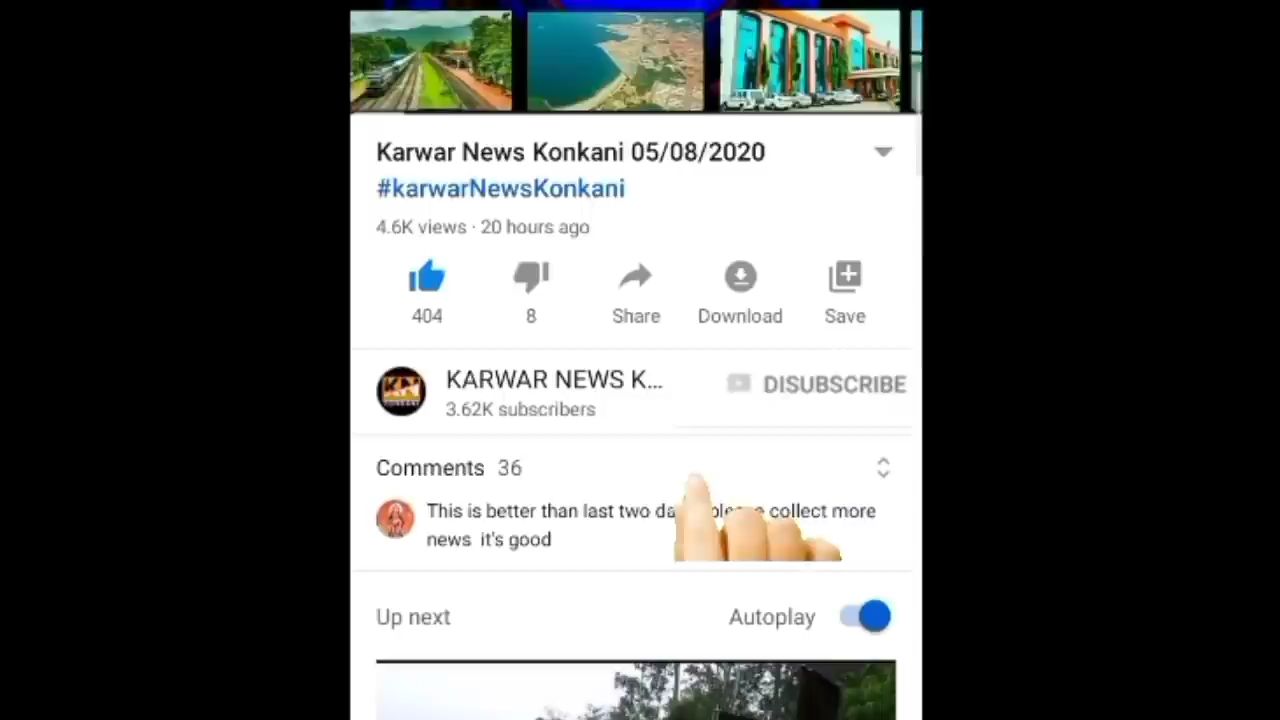 Karwar News Konkani 05/08/2020
#karwarNewsKonkani
4.6K views · 20 hours ago
404
8
Share
Download
Save
KN
KONKANI
KARWAR NEWS K...
3.62K subscribers
DISUBSCRIBE
Comments 36
This is better than last two collect more
news it's good
Up next
Autoplay